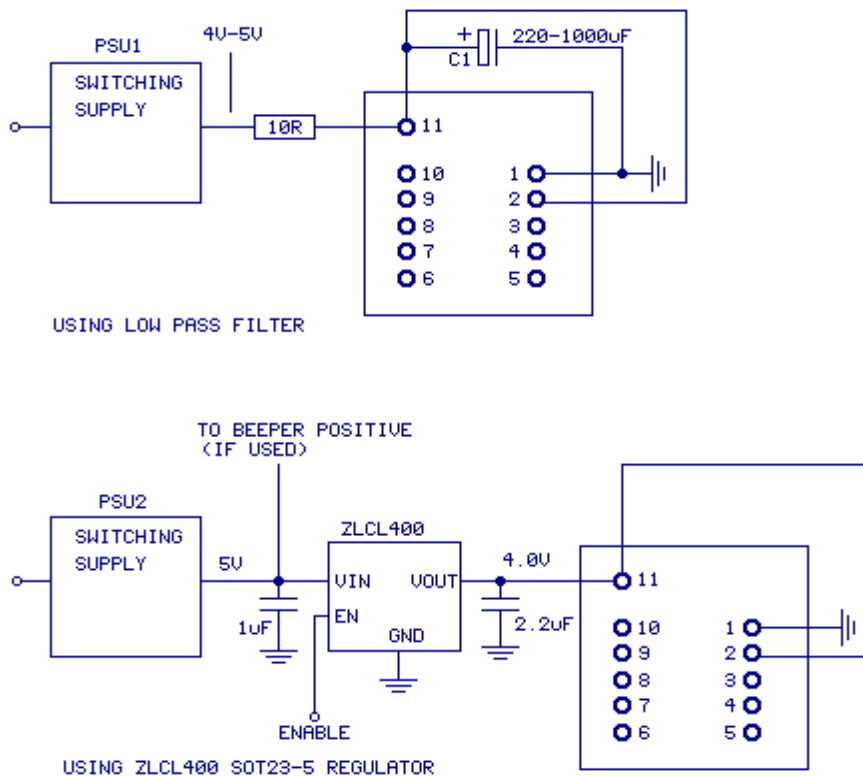 4V-5V
PSU1
SWITCHING
SUPPLY
10R
+
C1
220-1000uF
11
10
9
8
7
6
1
2
3
4
5
USING LOW PASS FILTER
TO BEEPER POSITIVE
(IF USED)
PSU2
SWITCHING
SUPPLY
5V
1uF
ZLCL400
VIN
VOUT
EN
GND
ENABLE
4.0V
2.2uF
11
10
9
8
7
6
1
2
3
4
5
USING ZLCL400 SOT23-5 REGULATOR